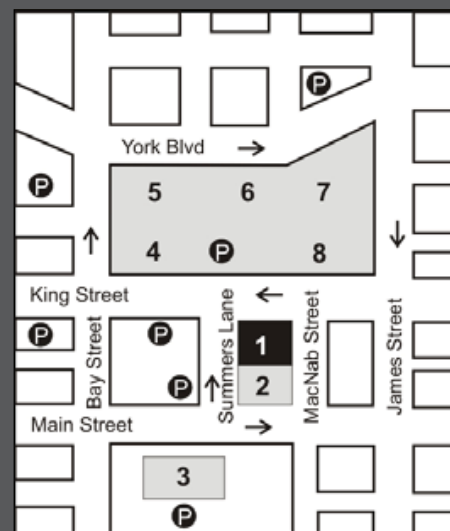 P
York Blvd
P
5 6 7
4 P 8
King Street
P
P
1
Bay Street
Summers Lane
MacNab Street
James Street
P
2
Main Street
3
P